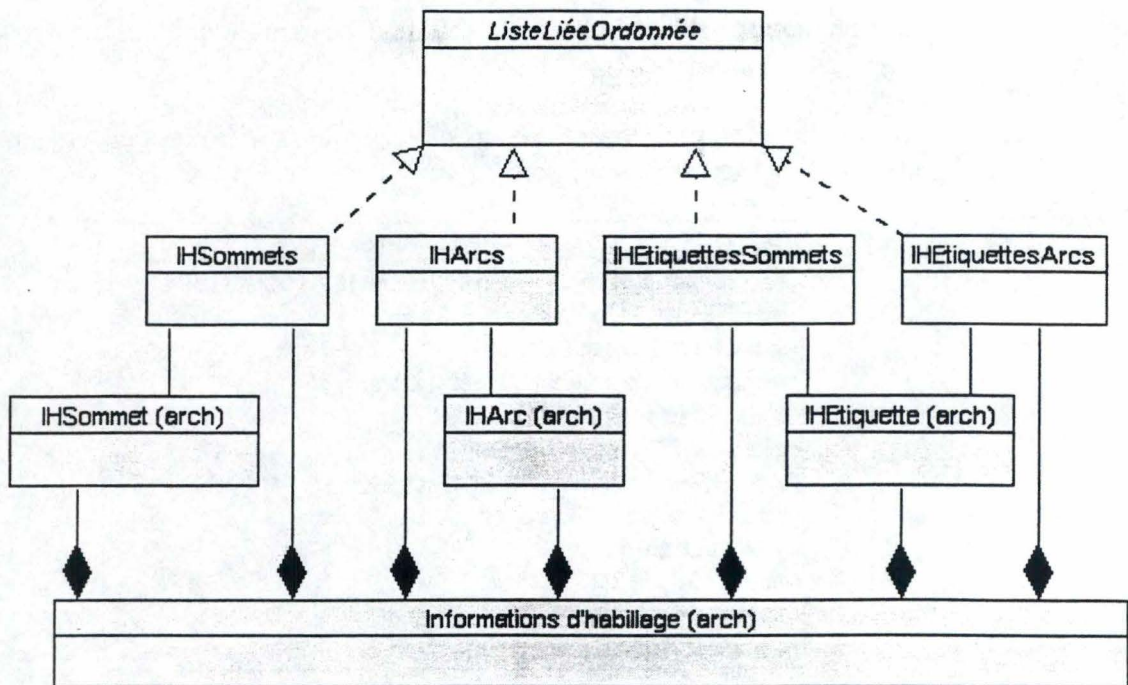 ListeLiéeOrdonnée
IHSommets IHArcs IHEtiquettesSommets IHEtiquettesArcs
IHSommet (arch) IHArc (arch) IHEtiquette (arch)
Informations d'habillage (arch)